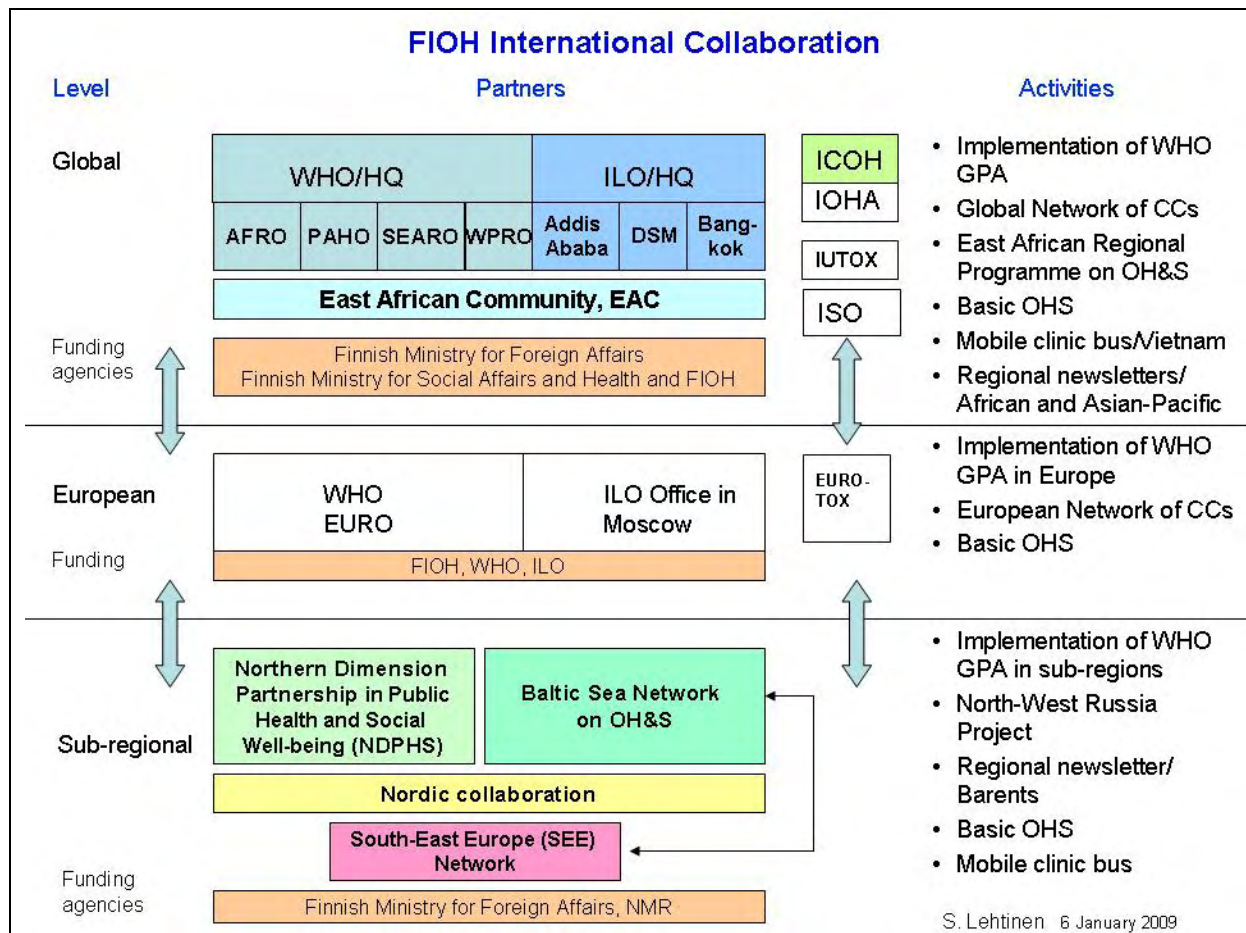 FIOH International Collaboration
Level
Partners
Activities
Global
WHO/HQ
ILO/HQ
AFRO
PAHO
SEARO
WPRO
Addis
Ababa
DSM
Bang-
kok
East African Community, EAC
Funding
agencies
Finnish Ministry for Foreign Affairs
Finnish Ministry for Social Affairs and Health and FIOH
ICOH
IOHA
IUTOX
ISO
• Implementation of WHO
GPA
• Global Network of CCs
• East African Regional
Programme on OH&S
• Basic OHS
• Mobile clinic bus/Vietnam
• Regional newsletters/
African and Asian-Pacific
European
WHO
EURO
ILO Office in
Moscow
Funding
FIOH, WHO, ILO
EURO-
TOX
• Implementation of WHO
GPA in Europe
• European Network of CCs
• Basic OHS
Sub-regional
Northern Dimension
Partnership in Public
Health and Social
Well-being (NDPHS)
Baltic Sea Network
on OH&S
Nordic collaboration
South-East Europe (SEE)
Network
Funding
agencies
Finnish Ministry for Foreign Affairs, NMR
• Implementation of WHO
GPA in sub-regions
• North-West Russia
Project
• Regional newsletter/
Barents
• Basic OHS
• Mobile clinic bus
S. Lehtinen 6 January 2009